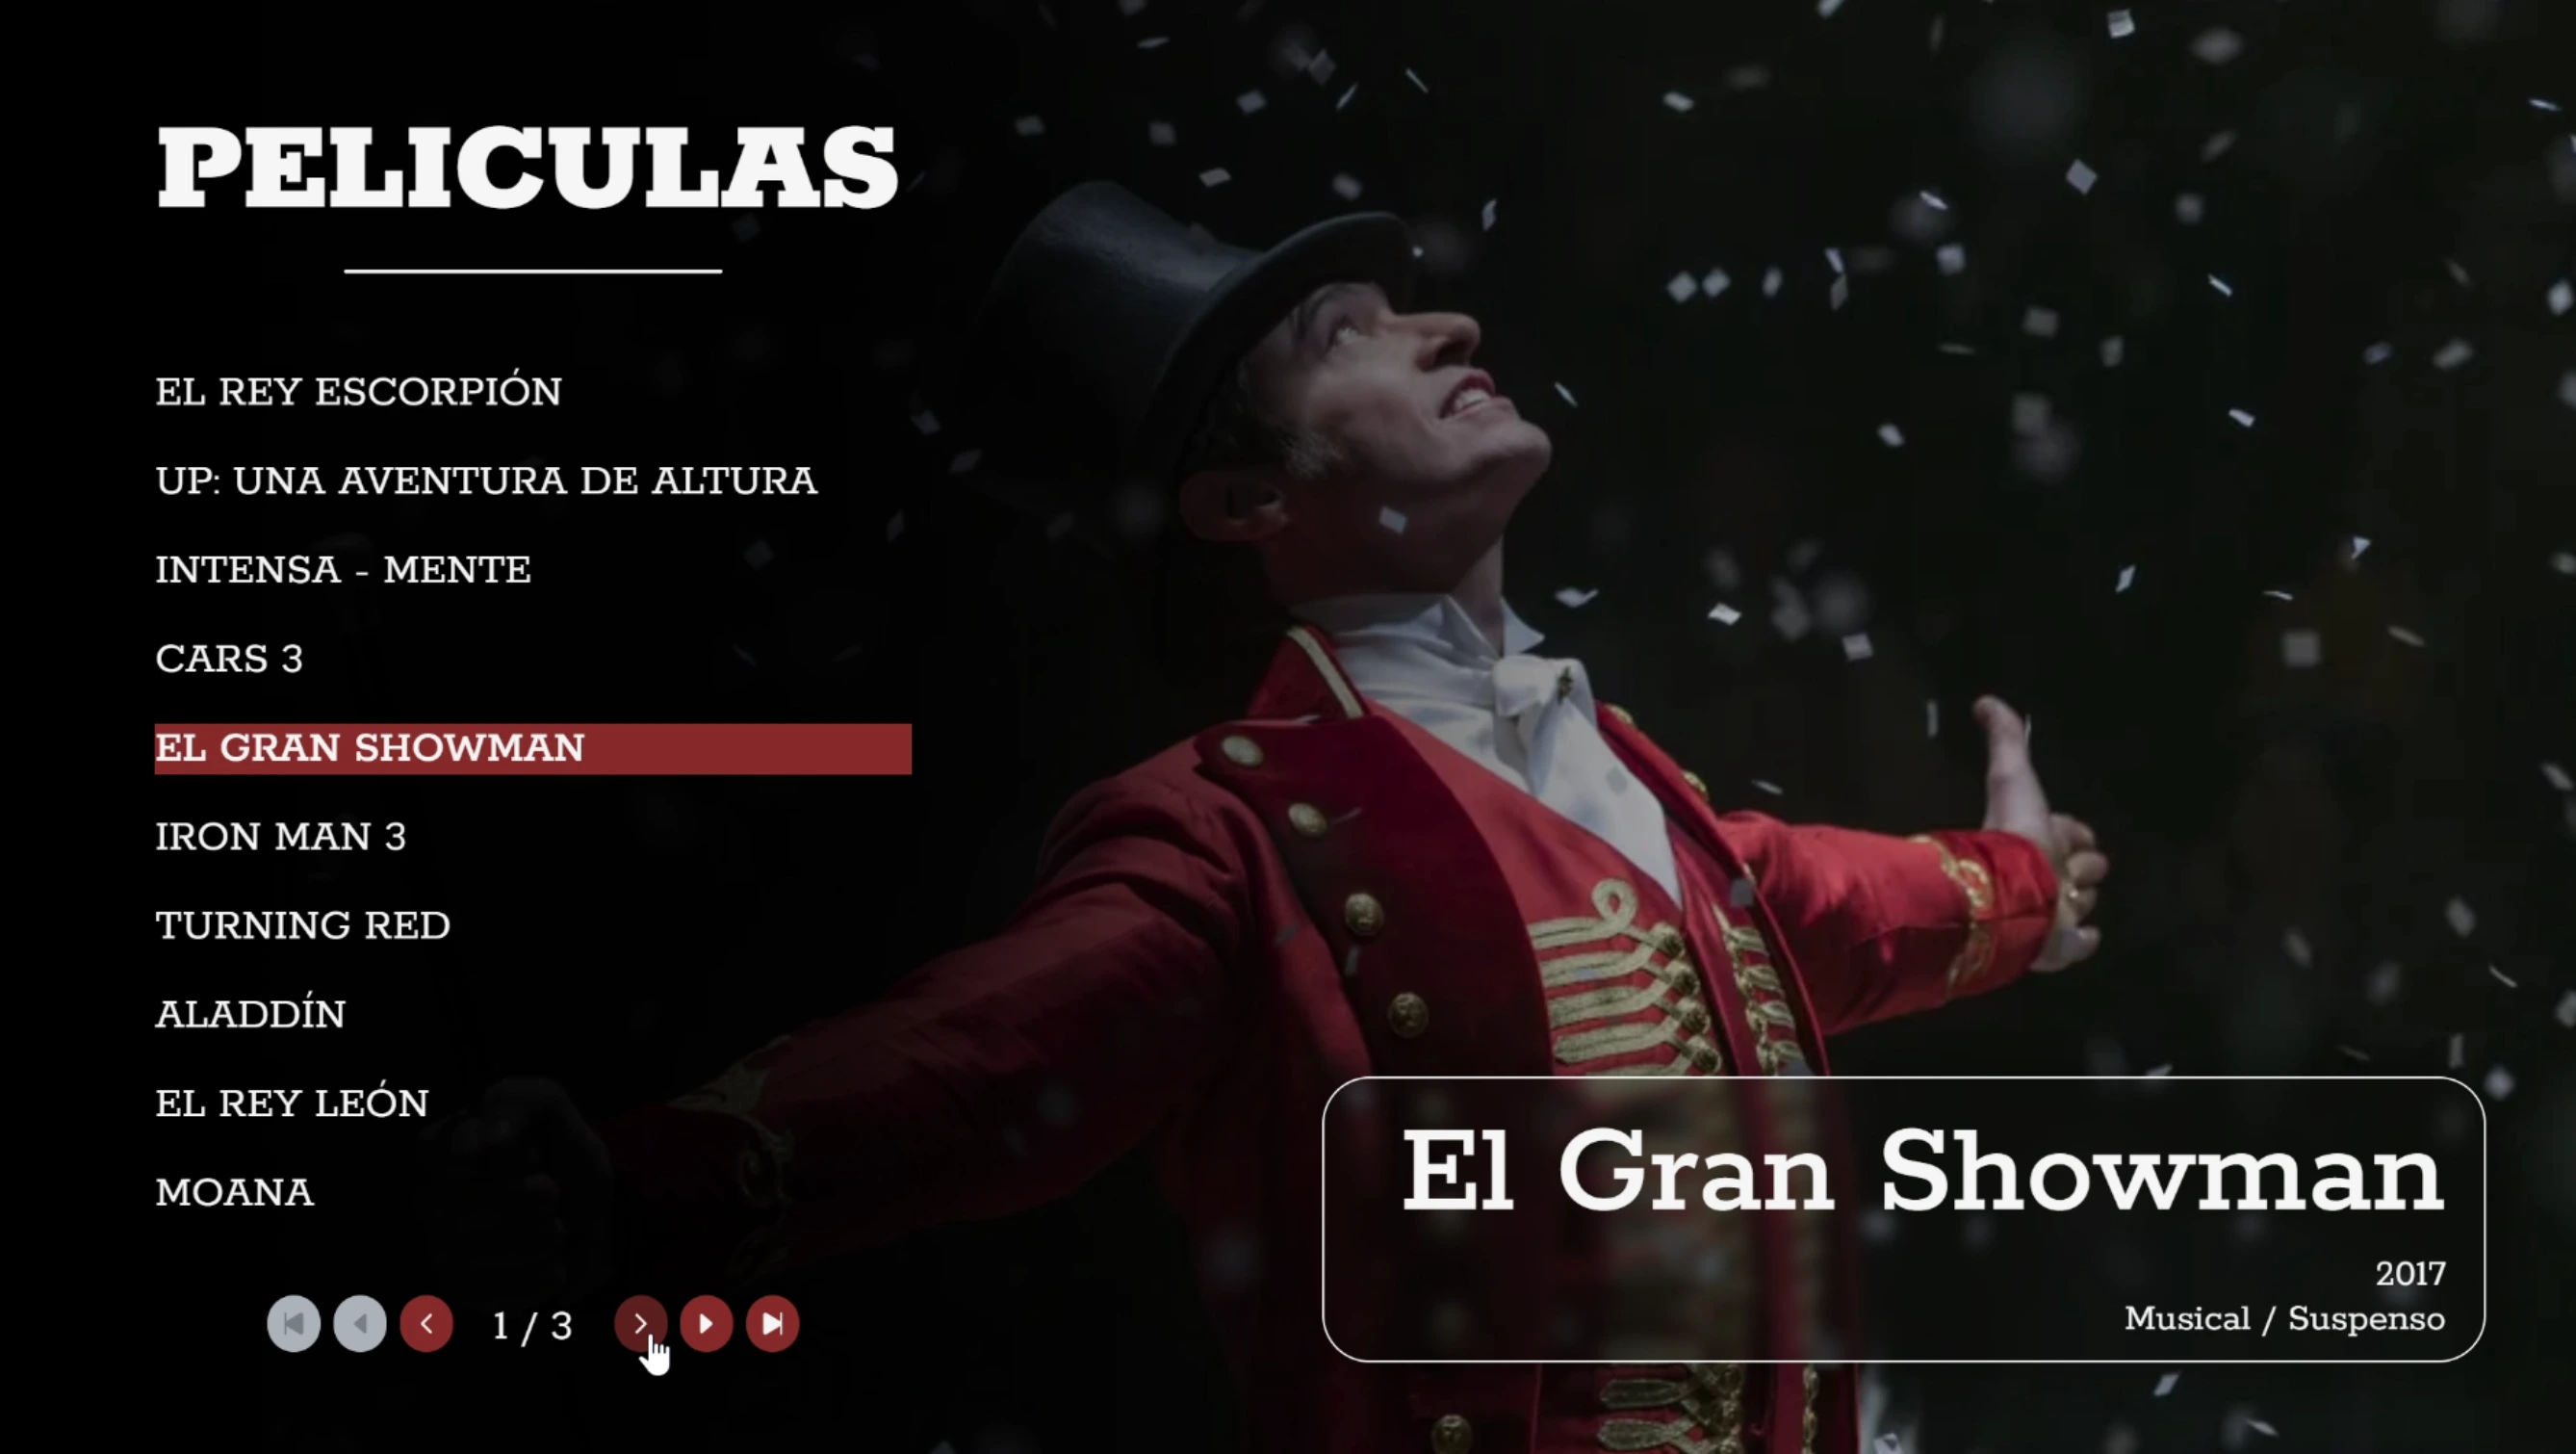 PELICULAS
EL REY ESCORPIÓN
UP: UNA AVENTURA DE ALTURA
INTENSA - MENTE
CARS 3
EL GRAN SHOWMAN
IRON MAN 3
TURNING RED
ALADDÍN
EL REY LEÓN
MOANA
1 / 3
El Gran Showman
2017
Musical / Suspenso